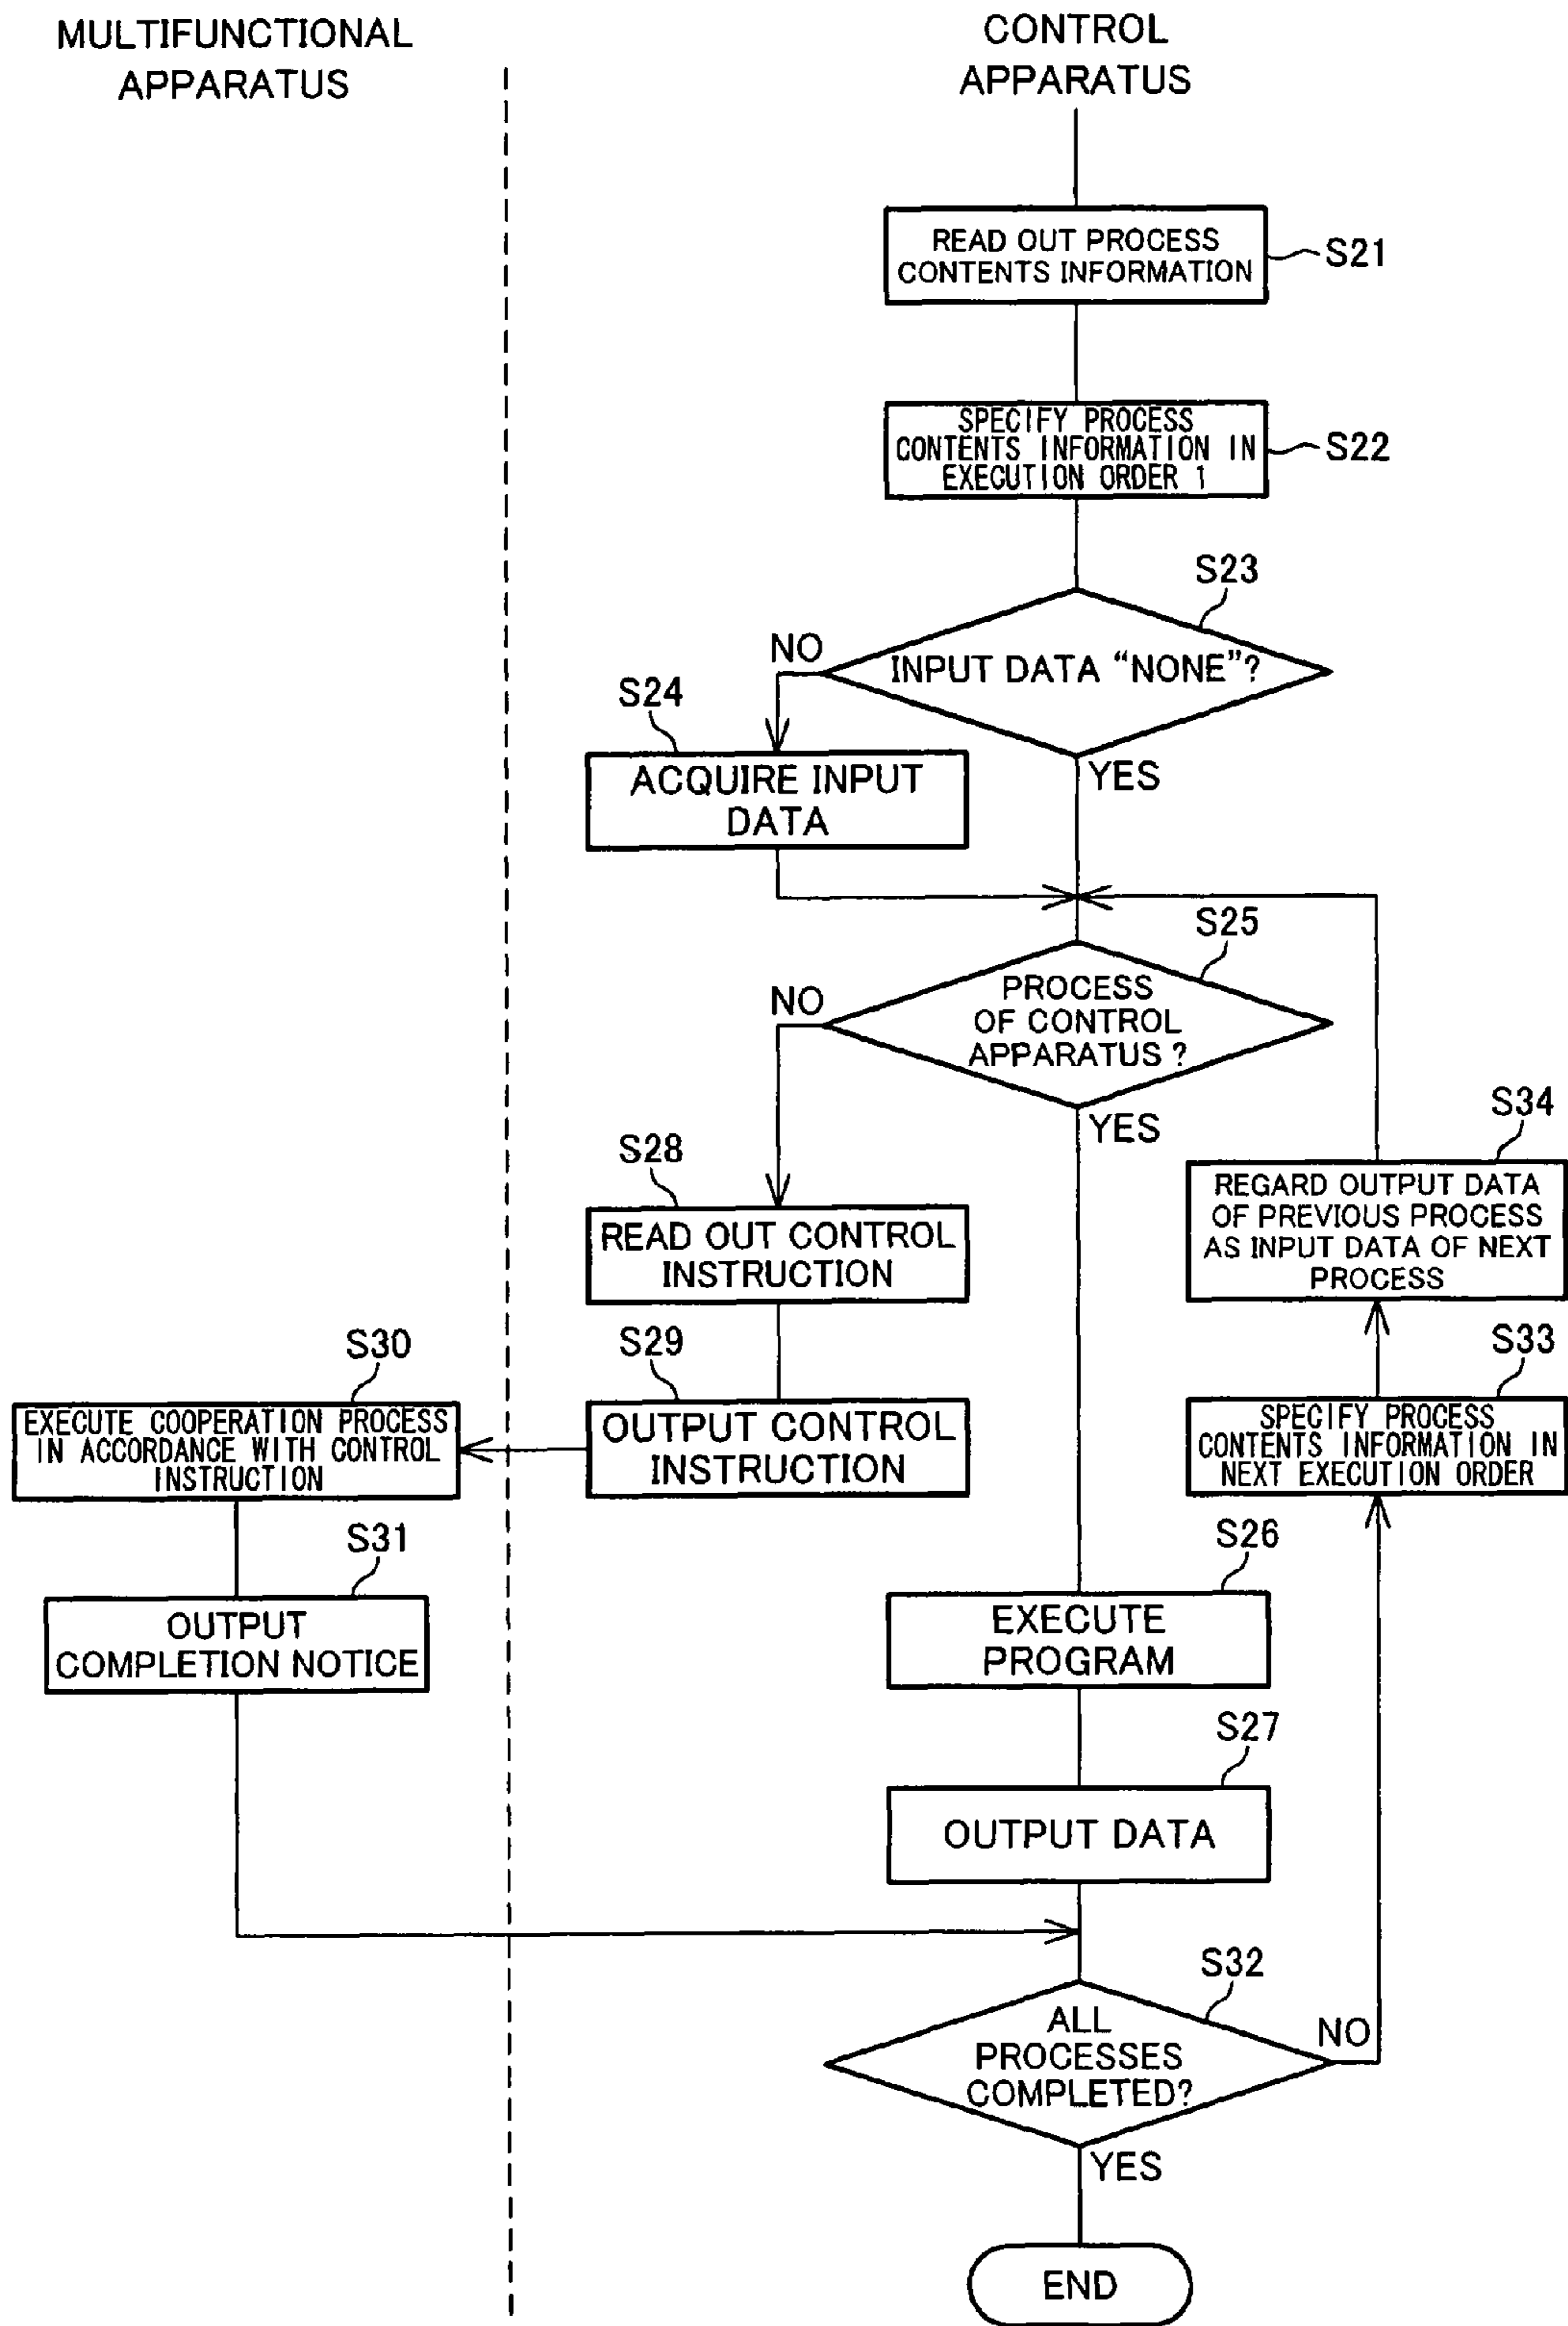 MULTIFUNCTIONAL
APPARATUS
CONTROL
APPARATUS
READ OUT PROCESS
CONTENTS INFORMATION
S21
SPECIFY PROCESS
CONTENTS INFORMATION IN
EXECUTION ORDER 1
S22
S23
INPUT DATA “NONE”?
NO
YES
S24
ACQUIRE INPUT
DATA
S25
PROCESS
OF CONTROL
APPARATUS ?
NO
YES
S34
REGARD OUTPUT DATA
OF PREVIOUS PROCESS
AS INPUT DATA OF NEXT
PROCESS
S28
READ OUT CONTROL
INSTRUCTION
S33
SPECIFY PROCESS
CONTENTS INFORMATION IN
NEXT EXECUTION ORDER
S29
OUTPUT CONTROL
INSTRUCTION
S30
EXECUTE COOPERATION PROCESS
IN ACCORDANCE WITH CONTROL
INSTRUCTION
S31
OUTPUT
COMPLETION NOTICE
S26
EXECUTE
PROGRAM
S27
OUTPUT DATA
S32
ALL
PROCESSES
COMPLETED?
NO
YES
END